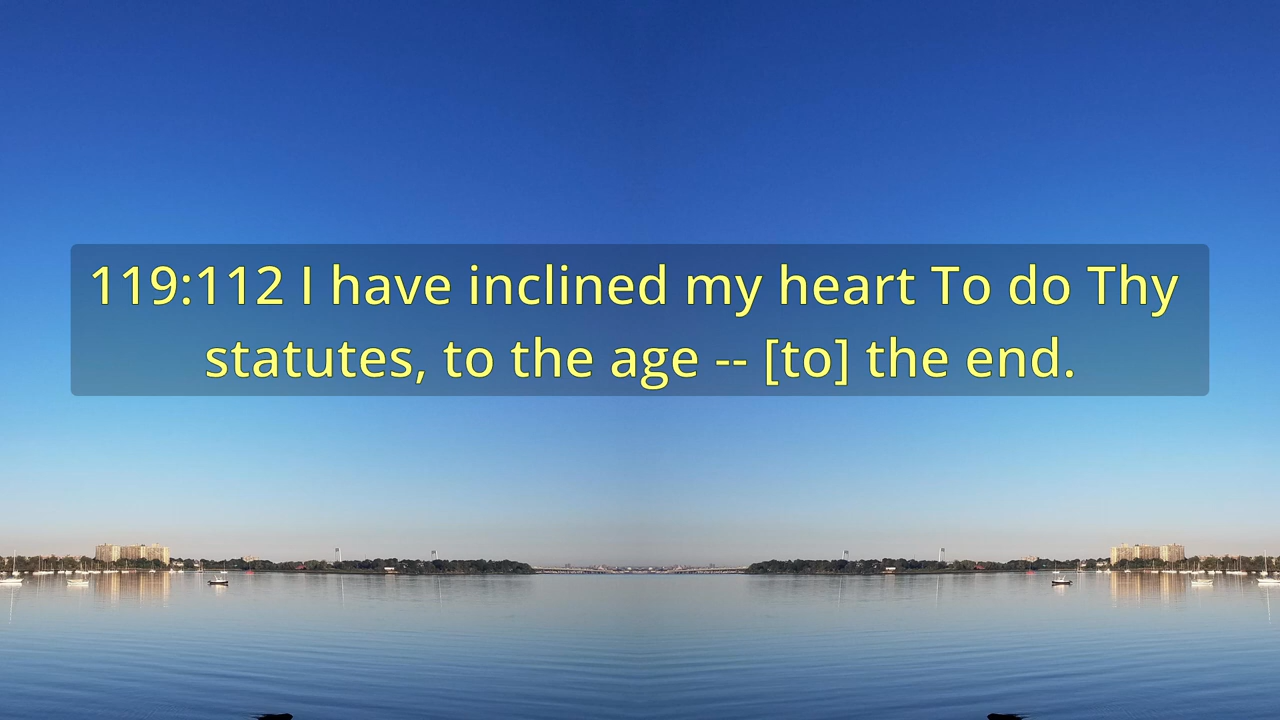 119:112 I have inclined my heart To do Thy
statutes, to the age -- [to] the end.